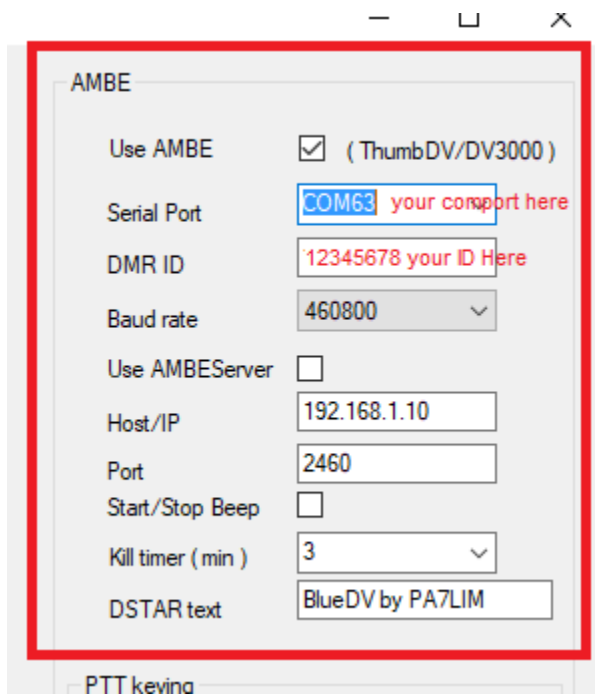 AMBE
Use AMBE ( ThumbDV/DV3000 )
Serial Port COM63 your comport here
DMR ID 12345678 your ID Here
Baud rate 460800
Use AMBEServer
Host/IP 192.168.1.10
Port 2460
Start/Stop Beep
Kill timer ( min ) 3
DSTAR text BlueDV by PA7LIM
PTT keying